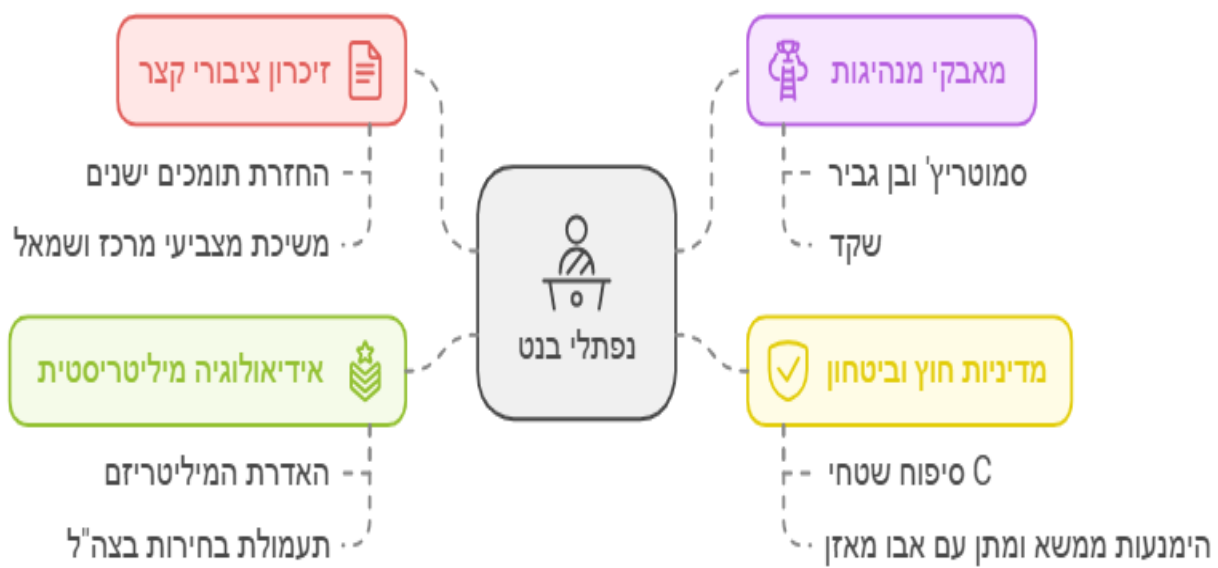 מאבקי מנהיגות
סמוטריץ' ובן גביר
שקד
זיכרון ציבורי קצר
החזרת תומכים ישנים
משיכת מצביעי מרכז ושמאל
נפתלי בנט
מדיניות חוץ וביטחון
C סיפוח שטחי
הימנעות ממשא ומתן עם אבו מאזן
אידיאולוגיה מיליטריסטית
האדרת המיליטריזם
תעמולת בחירות בצה"ל